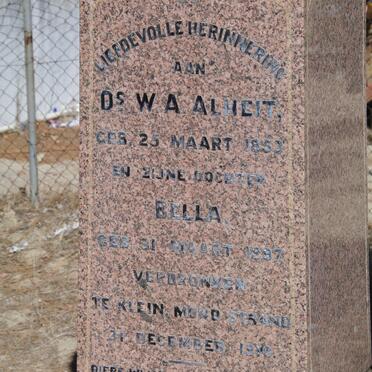 LIEFDEVOLLE HERINNERING
AAN
DS W. A. ALHEIT.
GEB. 25 MAART 1853
EN ZIJNE DOCHTER
BELLA.
GEB 31 MAART 1897
VERDRONKEN
TE KLEIN MOND STRAND
31 DECEMBER